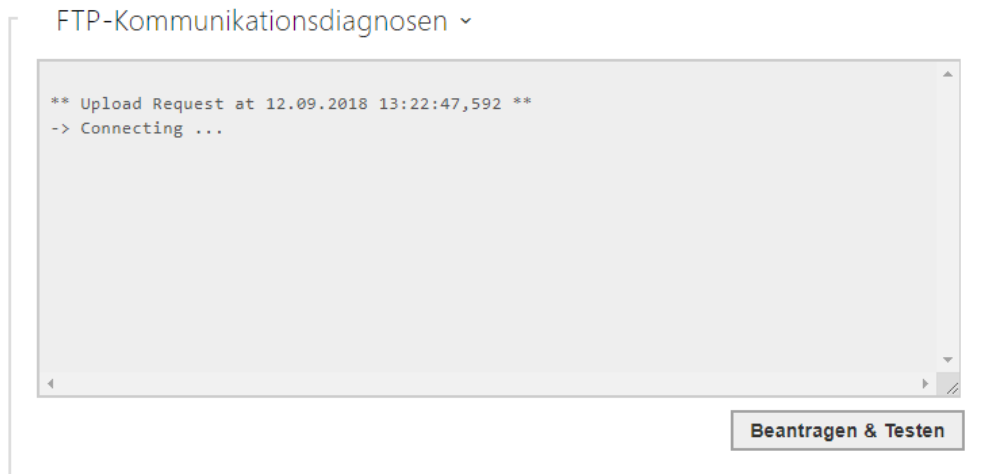 FTP-Kommunikationsdiagnosen
** Upload Request at 12.09.2018 13:22:47,592 **
-> Connecting ...
Beantragen & Testen